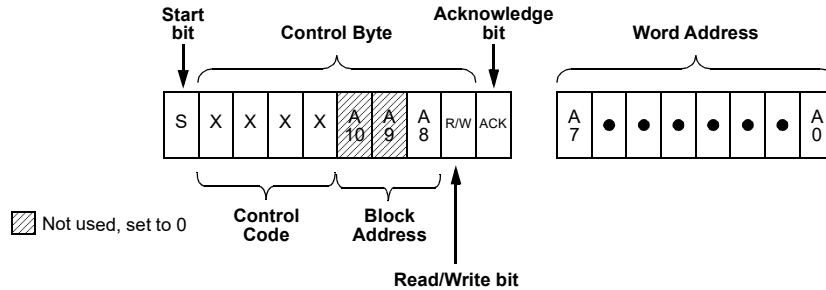 Start
bit
Control Byte
Acknowledge
bit
Word Address
S X X X X A
10 A
9 A
8 R/W ACK A
7 A
0
Control
Code
Block
Address
Not used, set to 0
Read/Write bit